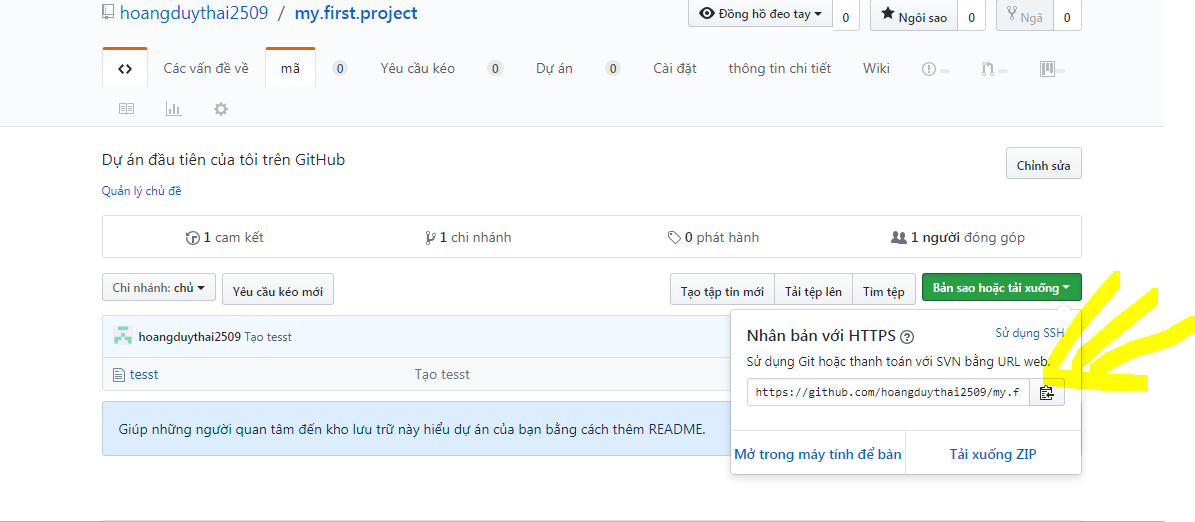 hoangduythai2509 / my.first.project
Đồng hồ đeo tay 0 Ngôi sao 0 Ngã 0
Các vấn đề về mã 0 Yêu cầu kéo 0 Dự án 0 Cài đặt thông tin chi tiết Wiki
Dự án đầu tiên của tôi trên GitHub
Chỉnh sửa
Quản lý chủ đề
1 cam kết 1 chi nhánh 0 phát hành 1 người đóng góp
Chi nhánh: chủ Yêu cầu kéo mới Tạo tập tin mới Tải tệp lên Tìm tệp Bản sao hoặc tải xuống
hoangduythai2509 Tạo tesst
tesst Tạo tesst
Giúp những người quan tâm đến kho lưu trữ này hiểu dự án của bạn bằng cách thêm README.
Nhân bản với HTTPS Sử dụng SSH
Sử dụng Git hoặc thanh toán với SVN bằng URL web.
https://github.com/hoangduythai2509/my.f
Mở trong máy tính để bàn Tải xuống ZIP